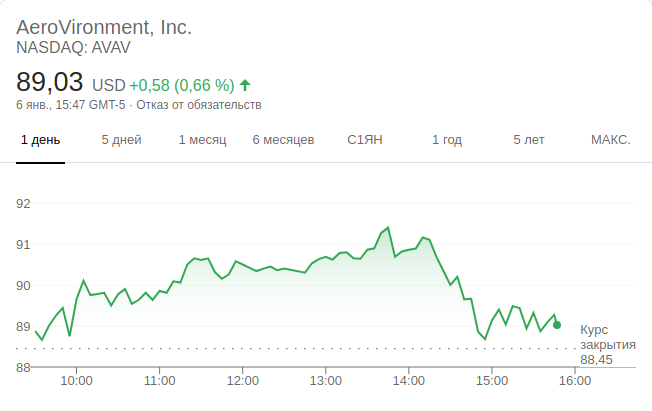 AeroVironment, Inc.
NASDAQ: AVAV
89,03 USD +0,58 (0,66 %)
6 янв., 15:47 GMT-5 · Отказ от обязательств
1 день 5 дней 1 месяц 6 месяцев С1ЯН 1 год 5 лет МАКС.
92
91
90
89
88
Курс
закрытия
88,45
10:00 11:00 12:00 13:00 14:00 15:00 16:00